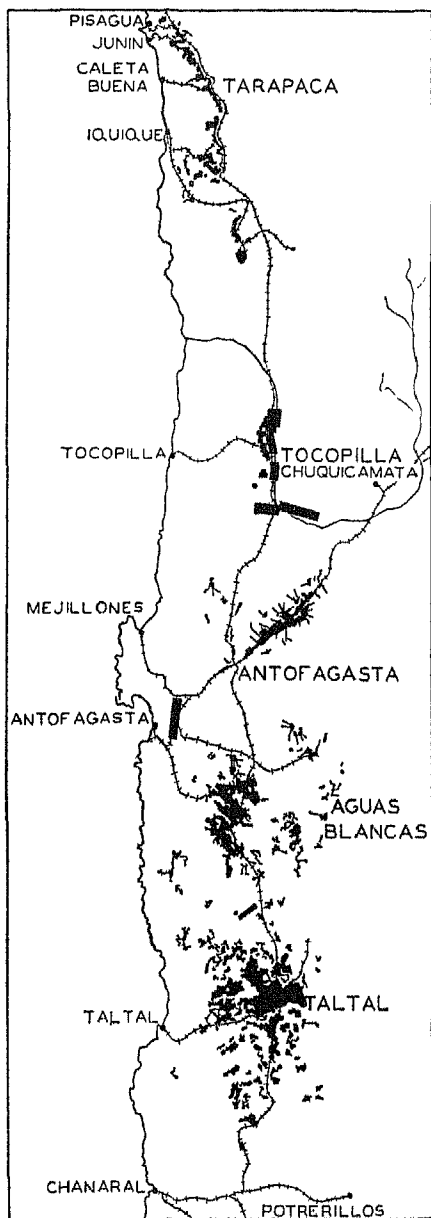 PISAGUA
JUNIN
CALETA
BUENA
TARAPACA
IQUIQUE
TOCOPILLA
TOCOPILLA
CHUQUICAMATA
MEJILLONES
ANTOFAGASTA
ANTOFAGASTA
AGUAS
BLANCAS
TALTAL
TALTAL
CHANARAL
POTRERILLOS